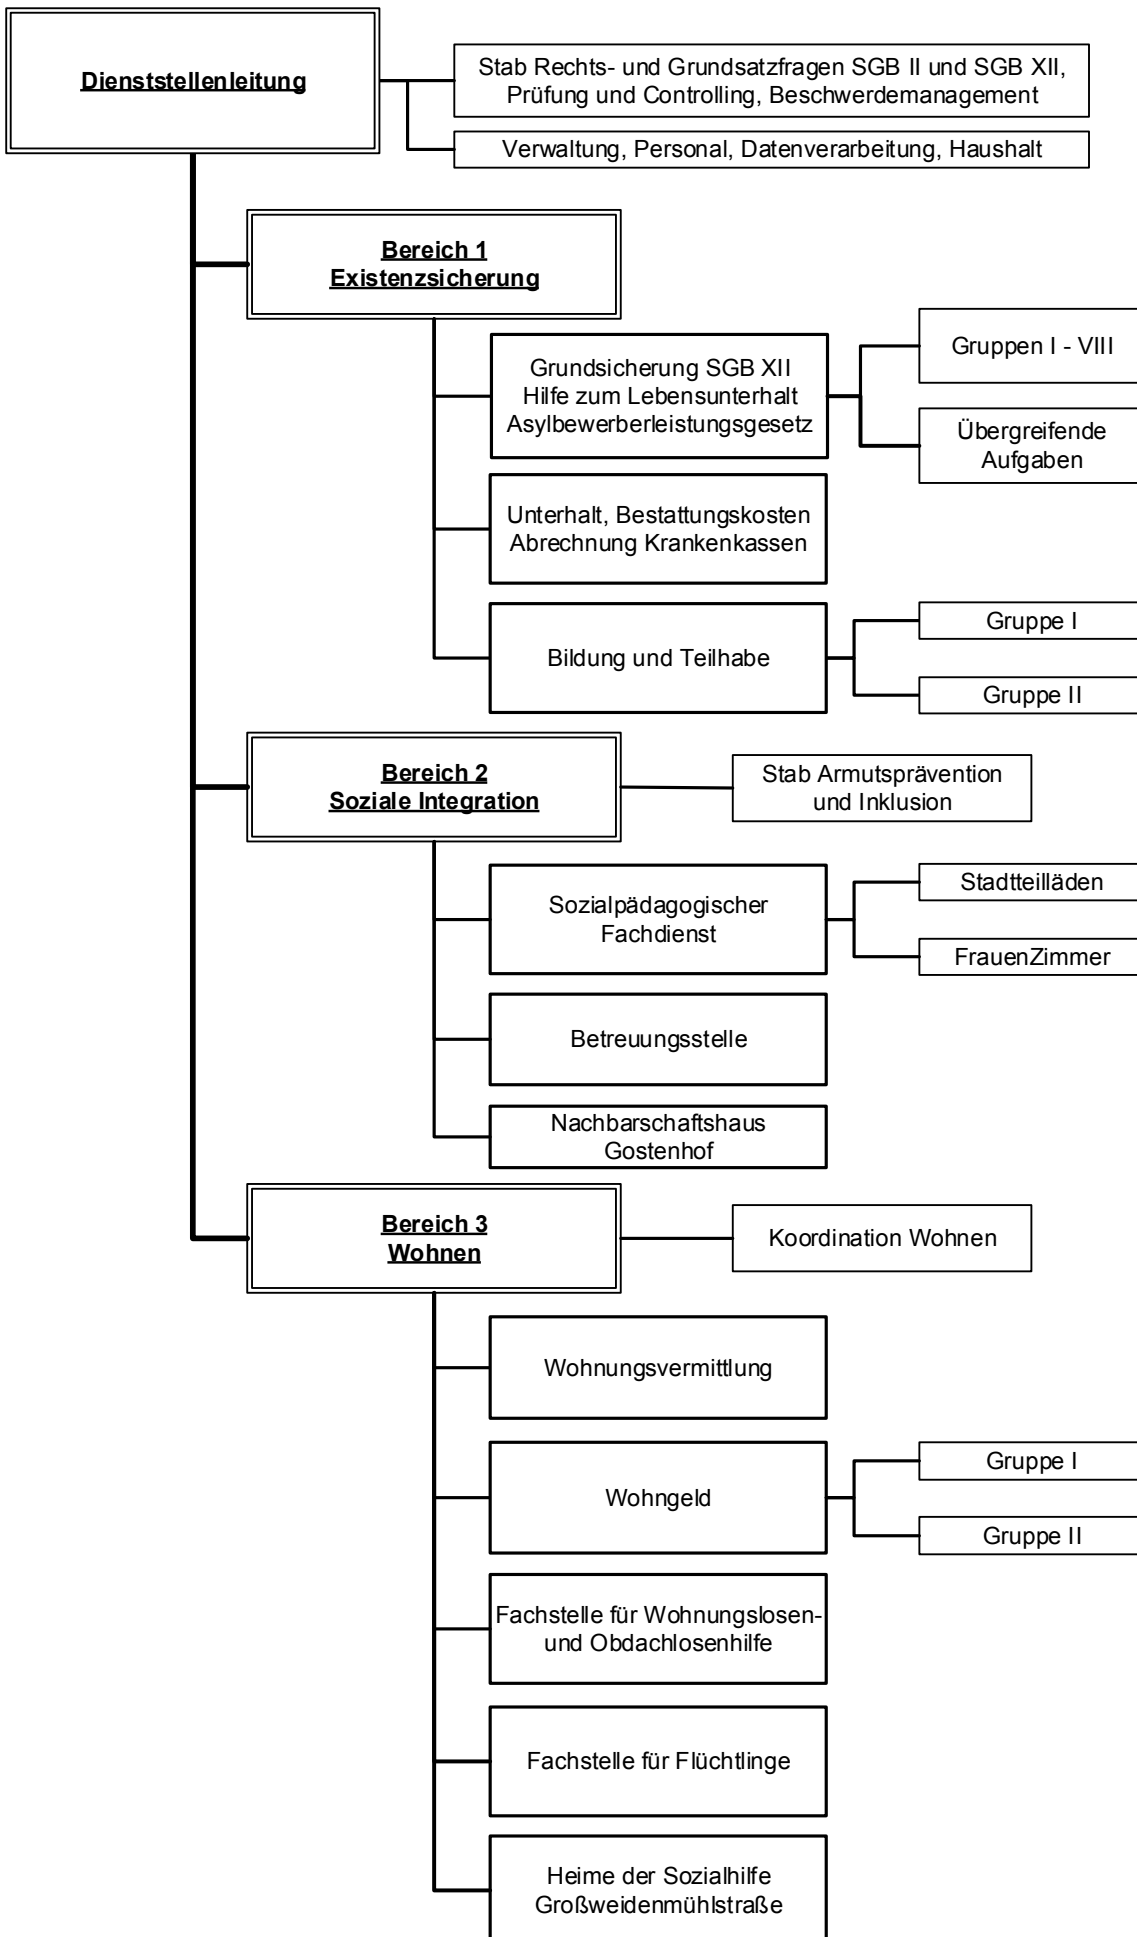 Dienststellenleitung
Stab Rechts- und Grundsatzfragen SGB II und SGB XII,
Prüfung und Controlling, Beschwerdemanagement
Verwaltung, Personal, Datenverarbeitung, Haushalt
Bereich 1
Existenzsicherung
Grundsicherung SGB XII
Hilfe zum Lebensunterhalt
Asylbewerberleistungsgesetz
Gruppen I - VIII
Übergreifende
Aufgaben
Unterhalt, Bestattungskosten
Abrechnung Krankenkassen
Bildung und Teilhabe
Gruppe I
Gruppe II
Bereich 2
Soziale Integration
Stab Armutsprävention
und Inklusion
Sozialpädagogischer
Fachdienst
Stadtteilläden
FrauenZimmer
Betreuungsstelle
Nachbarschaftshaus
Gostenhof
Bereich 3
Wohnen
Koordination Wohnen
Wohnungsvermittlung
Wohngeld
Gruppe I
Gruppe II
Fachstelle für Wohnungslosen-
und Obdachlosenhilfe
Fachstelle für Flüchtlinge
Heime der Sozialhilfe
Großweidenmühlstraße